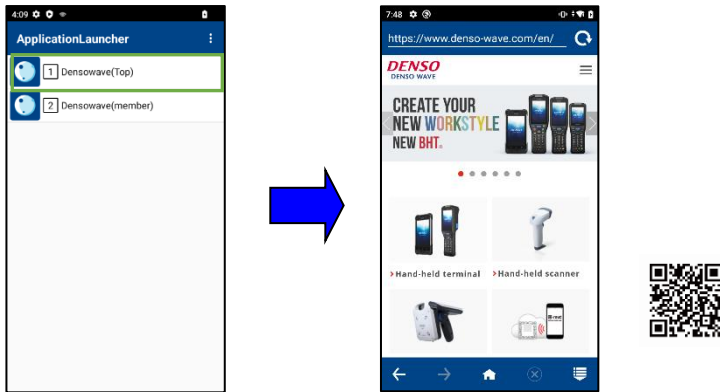 4:09
ApplicationLauncher
1 Densowave(Top)
2 Densowave(member)
7:48
https://www.denso-wave.com/en/
DENSO
DENSO WAVE
CREATE YOUR
NEW WORKSTYLE
NEW BHT.
Hand-held terminal
Hand-held scanner